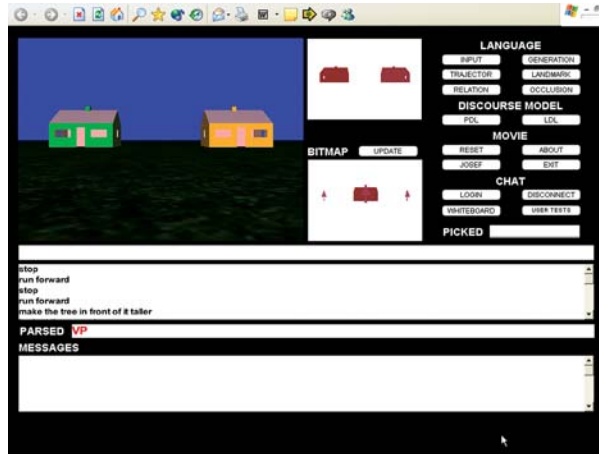 LANGUAGE
INPUT GENERATION
TRAJECTOR LANDMARK
RELATION OCCLUSION
DISCOURSE MODEL
PDL LDL
MOVIE
BITMAP UPDATE RESET ABOUT
JOSEF EXIT
CHAT
LOGIN DISCONNECT
WHITEBOARD USER TESTS
PICKED
stop
run forward
stop
run forward
make the tree in front of it taller
PARSED VP
MESSAGES